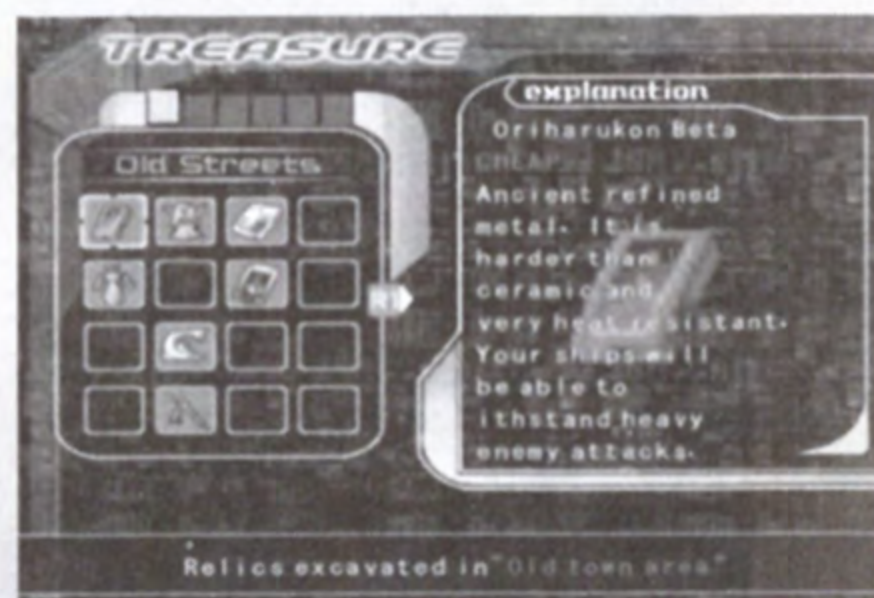 TREASURE
Old Streets
explanation
Oriharukon Beta
CHEAP
Ancient refined
metal. It is
harder than
ceramic and
very heat resistant.
Your ships will
be able to
ithstand heavy
enemy attacks.
Relics excavated in "Old town area"